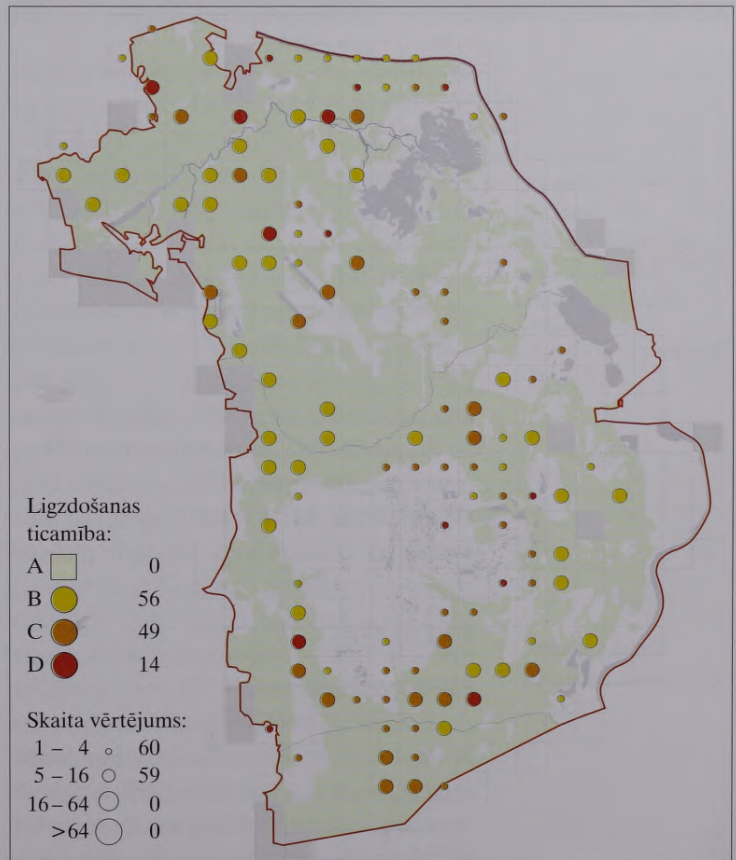 Ligzdošanas
ticamība:
A 0
B 56
C 49
D 14
Skaita vērtējums:
1 – 4 60
5 – 16 59
16 – 64 0
>64 0